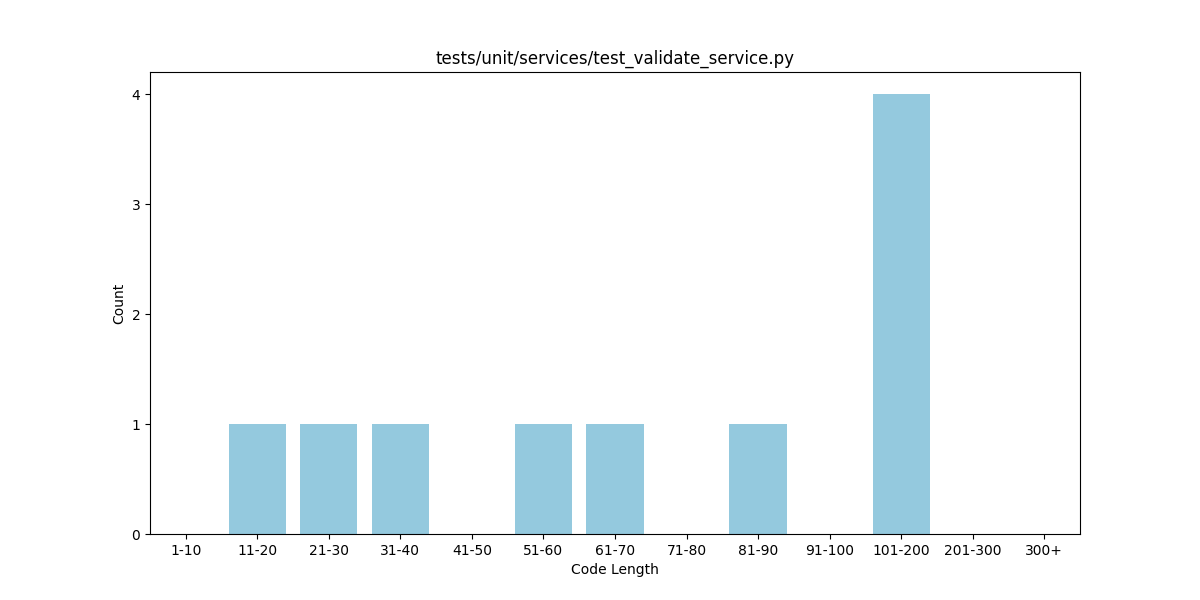 tests/unit/services/test_validate_service.py
4
3
2
1
0
Count
1-10 11-20 21-30 31-40 41-50 51-60 61-70 71-80 81-90 91-100 101-200 201-300 300+
Code Length